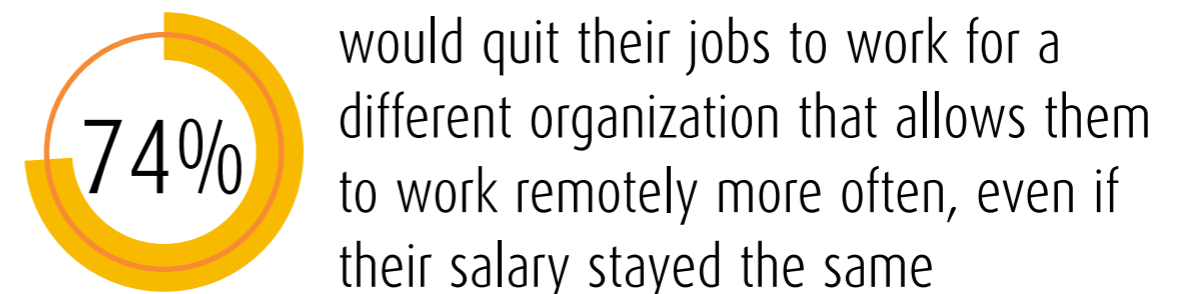 74%
would quit their jobs to work for a
different organization that allows them
to work remotely more often, even if
their salary stayed the same